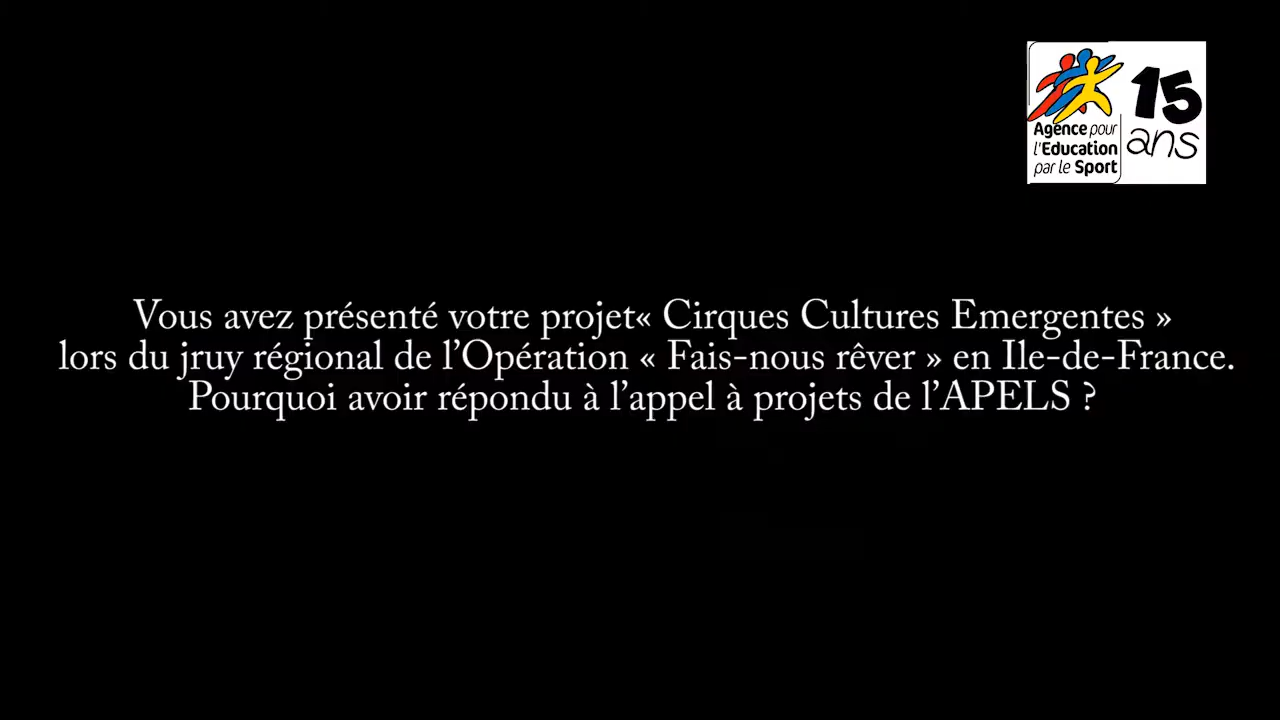 15
ans
Agence pour
l'Education
par le Sport
Vous avez présenté votre projet« Cirques Cultures Emergentes »
lors du jruy régional de l’Opération « Fais-nous rêver » en Ile-de-France.
Pourquoi avoir répondu à l’appel à projets de l’APELS ?